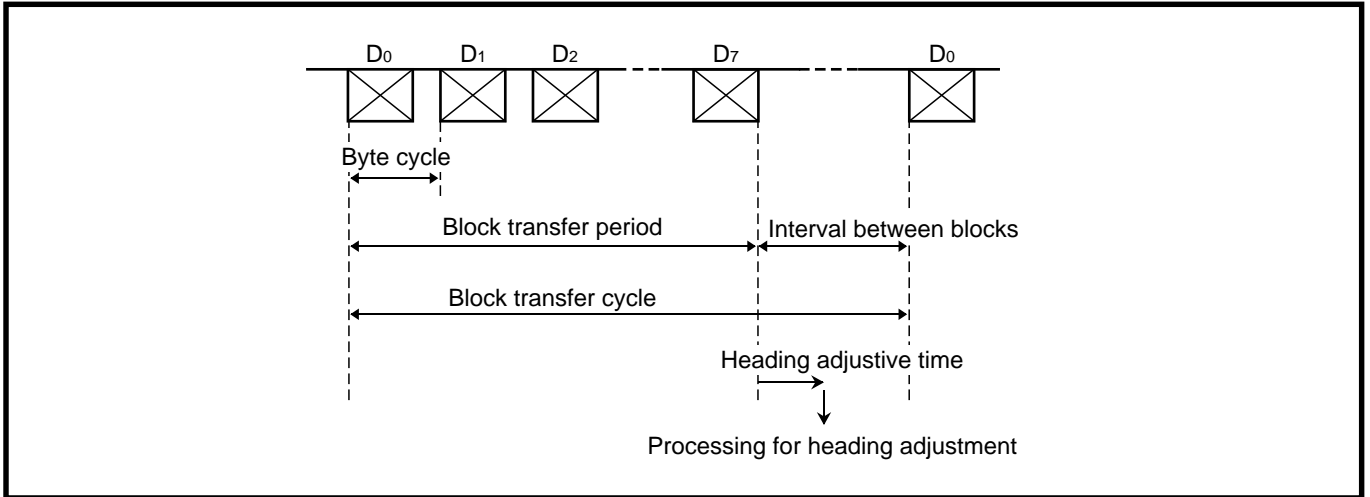 D0 D1 D2 D7 D0
Byte cycle
Block transfer period
Interval between blocks
Block transfer cycle
Heading adjustive time
Processing for heading adjustment